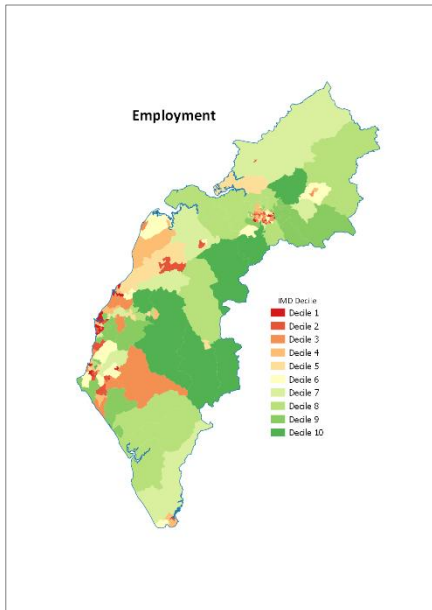 Employment
IMD Decile
Decile 1
Decile 2
Decile 3
Decile 4
Decile 5
Decile 6
Decile 7
Decile 8
Decile 9
Decile 10